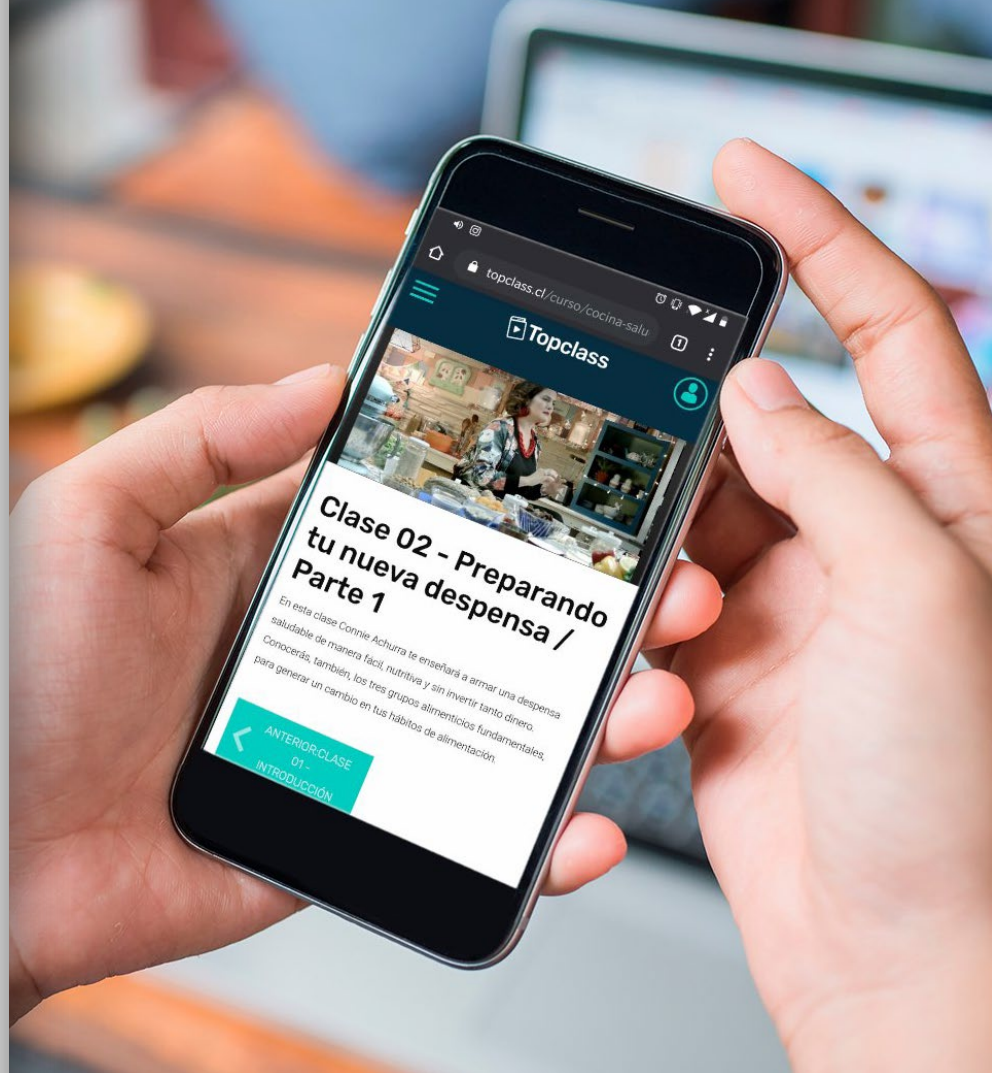 topclass.cl/curso/cocina-salu
1
Topclass
Clase 02 - Preparando
tu nueva despensa /
Parte 1
En esta clase Connie Achurra te enseñará a armar una despensa
saludable de manera fácil, nutritiva y sin invertir tanto dinero.
Conocerás, también, los tres grupos alimenticios fundamentales,
para generar un cambio en tus hábitos de alimentación.
ANTERIOR:CLASE
01 -
INTRODUCCIÓN